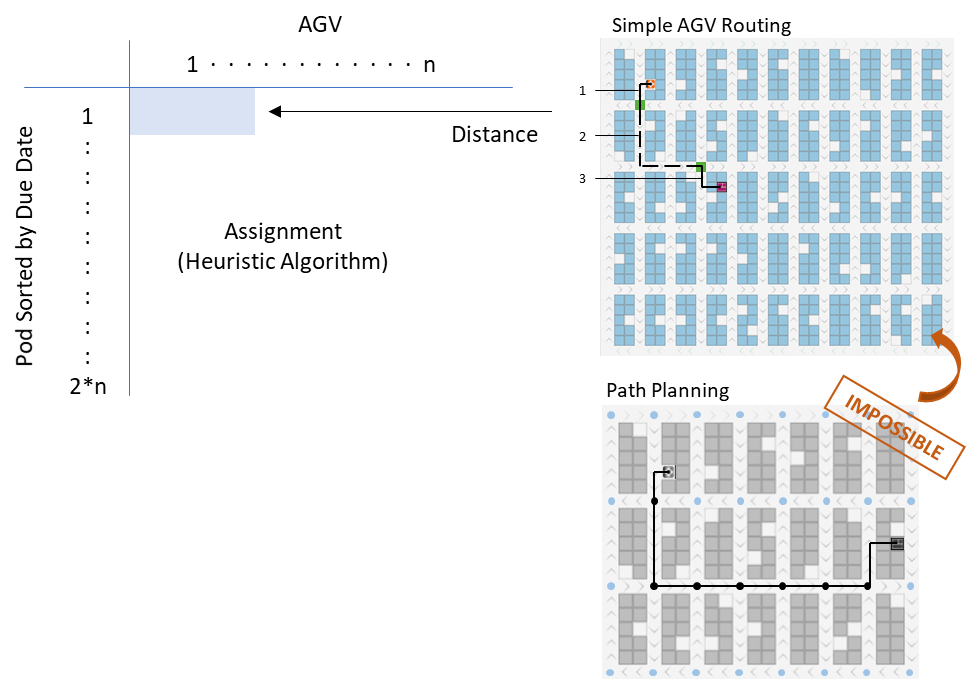 AGV
1 · · · · · · · · · · · · n
Pod Sorted by Due Date
1
:
:
:
:
:
:
:
:
:
2*n
Distance
Assignment
(Heuristic Algorithm)
Simple AGV Routing
1
2
3
Path Planning
IMPOSSIBLE